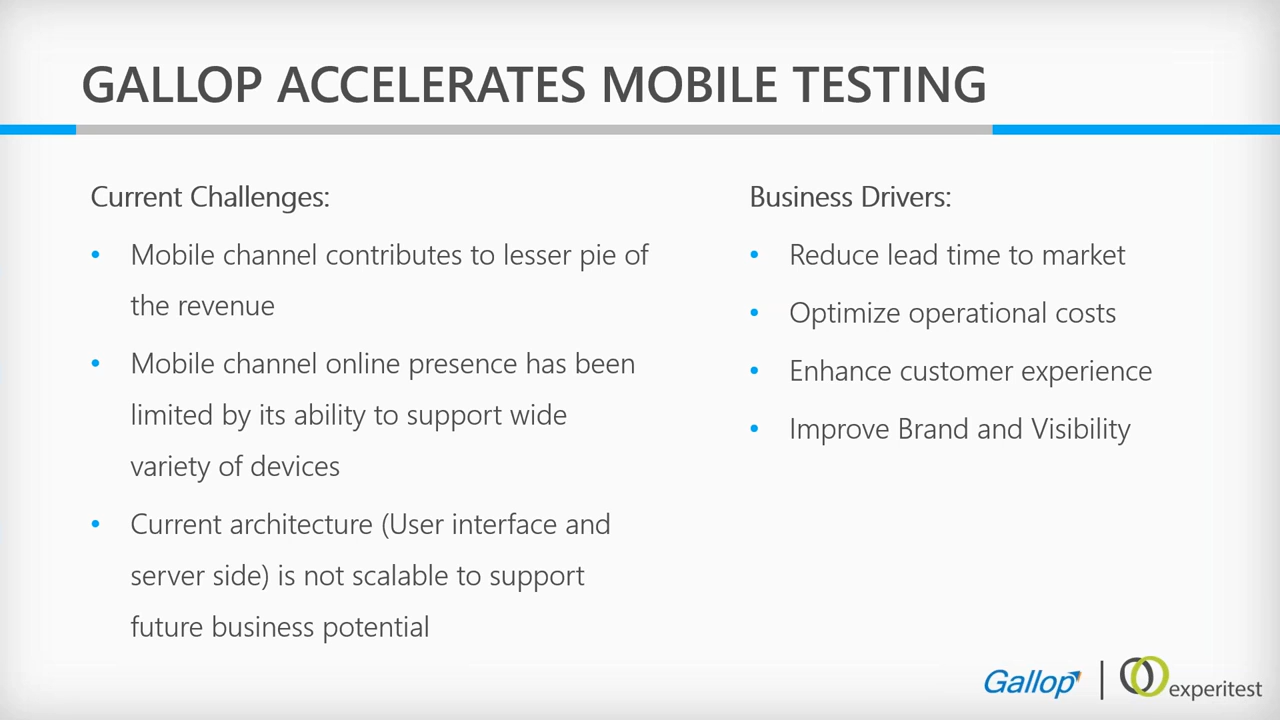 GALLOP ACCELERATES MOBILE TESTING
Current Challenges:
• Mobile channel contributes to lesser pie of
the revenue
• Mobile channel online presence has been
limited by its ability to support wide
variety of devices
• Current architecture (User interface and
server side) is not scalable to support
future business potential
Business Drivers:
• Reduce lead time to market
• Optimize operational costs
• Enhance customer experience
• Improve Brand and Visibility
Gallop | experitest